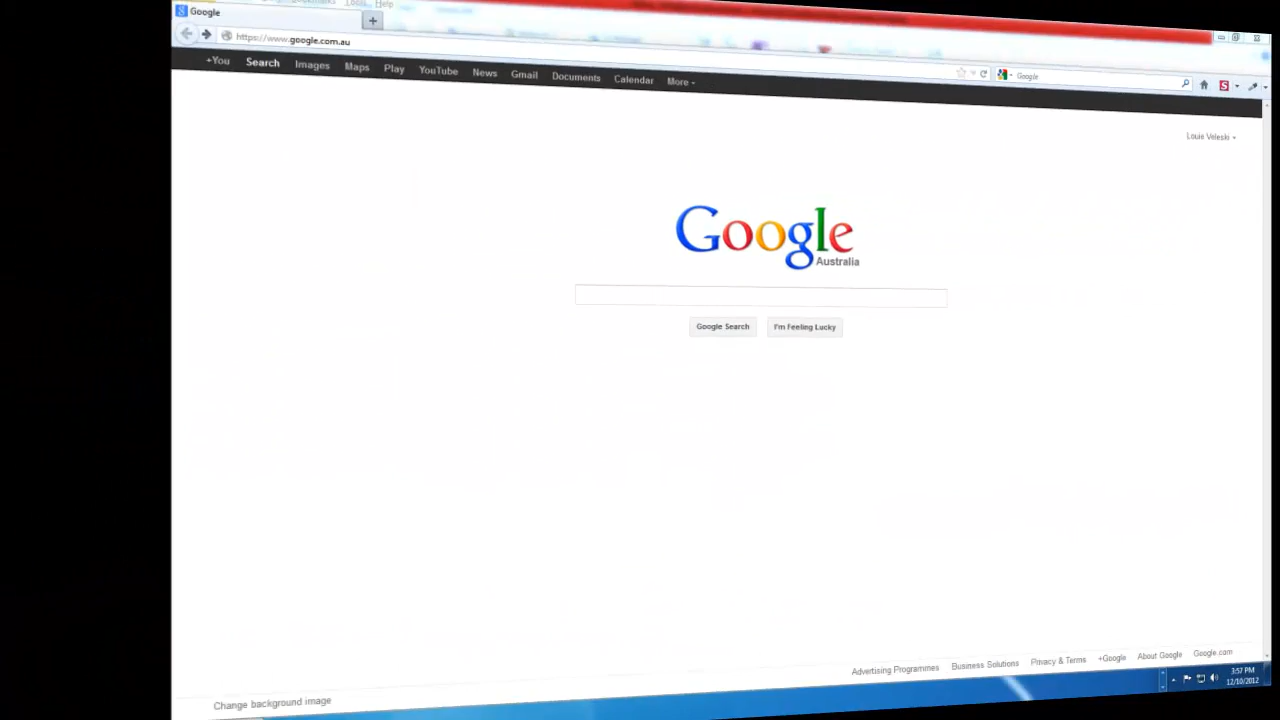 Help
Google
https://www.google.com.au
+You Search Images Maps Play YouTube News Gmail Documents Calendar More
Google
Louie Veleski
Google
Australia
Google Search I'm Feeling Lucky
Advertising Programmes Business Solutions Privacy & Terms +Google About Google Google.com
Change background image
3:57 PM
12/10/2012